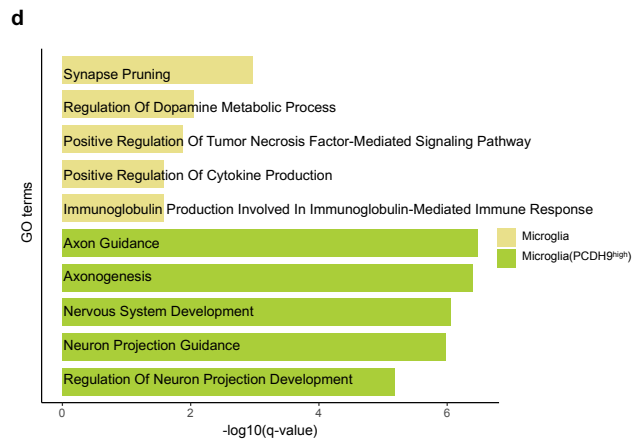 d
Synapse Pruning
Regulation Of Dopamine Metabolic Process
Positive Regulation Of Tumor Necrosis Factor-Mediated Signaling Pathway
Positive Regulation Of Cytokine Production
Immunoglobulin Production Involved In Immunoglobulin-Mediated Immune Response
Axon Guidance
Axonogenesis
Nervous System Development
Neuron Projection Guidance
Regulation Of Neuron Projection Development
GO terms
Microglia
Microglia(PCDH9high)
0 2 4 6
-log10(q-value)